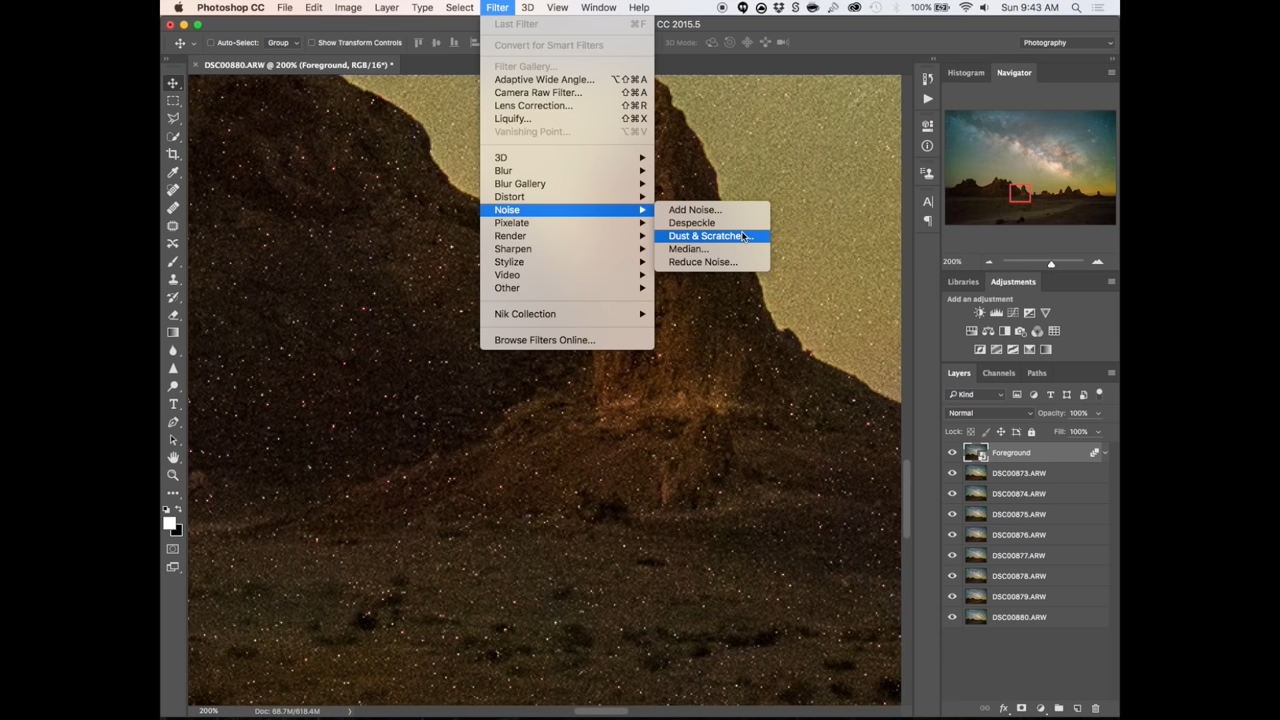 Photoshop CC File Edit Image Layer Type Select Filter 3D View Window Help 100% Sun 9:43 AM
CC 2015.5
Auto-Select: Group Show Transform Controls 3D Mode: Photography
DSC00880.ARW @ 200% (Foreground, RGB/16*) *
Last Filter ⌘F
Convert for Smart Filters
Filter Gallery...
Adaptive Wide Angle... ⌥⇧⌘A
Camera Raw Filter... ⇧⌘A
Lens Correction... ⇧⌘R
Liquify... ⇧⌘X
Vanishing Point... ⌥⌘V
3D
Blur
Blur Gallery
Distort
Noise
Pixelate
Render
Sharpen
Stylize
Video
Other
Nik Collection
Browse Filters Online...
Add Noise...
Despeckle
Dust & Scratches...
Median...
Reduce Noise...
Histogram Navigator
200%
Libraries Adjustments
Add an adjustment
Layers Channels Paths
Kind
Normal Opacity: 100%
Lock: Fill: 100%
Foreground
DSC00873.ARW
DSC00874.ARW
DSC00875.ARW
DSC00876.ARW
DSC00877.ARW
DSC00878.ARW
DSC00879.ARW
DSC00880.ARW
200% Doc: 68.7M/618.4M